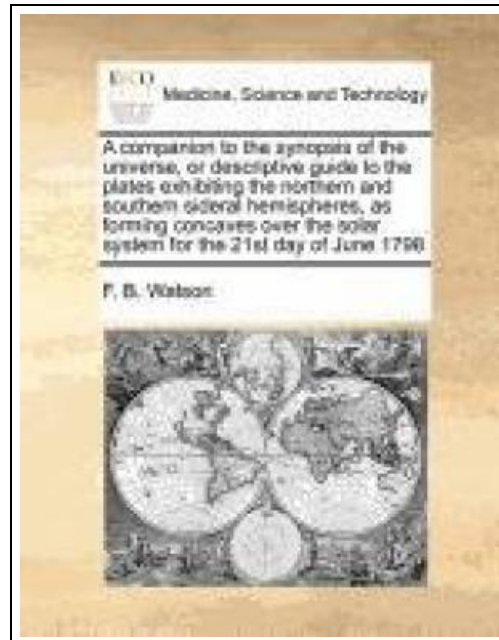 ECCO
Medicine, Science and Technology
A companion to the synopsis of the
universe, or descriptive guide to the
plates exhibiting the northern and
southern sideral hemispheres, as
forming concaves over the solar
system for the 21st day of June 1798
F. B. Watson